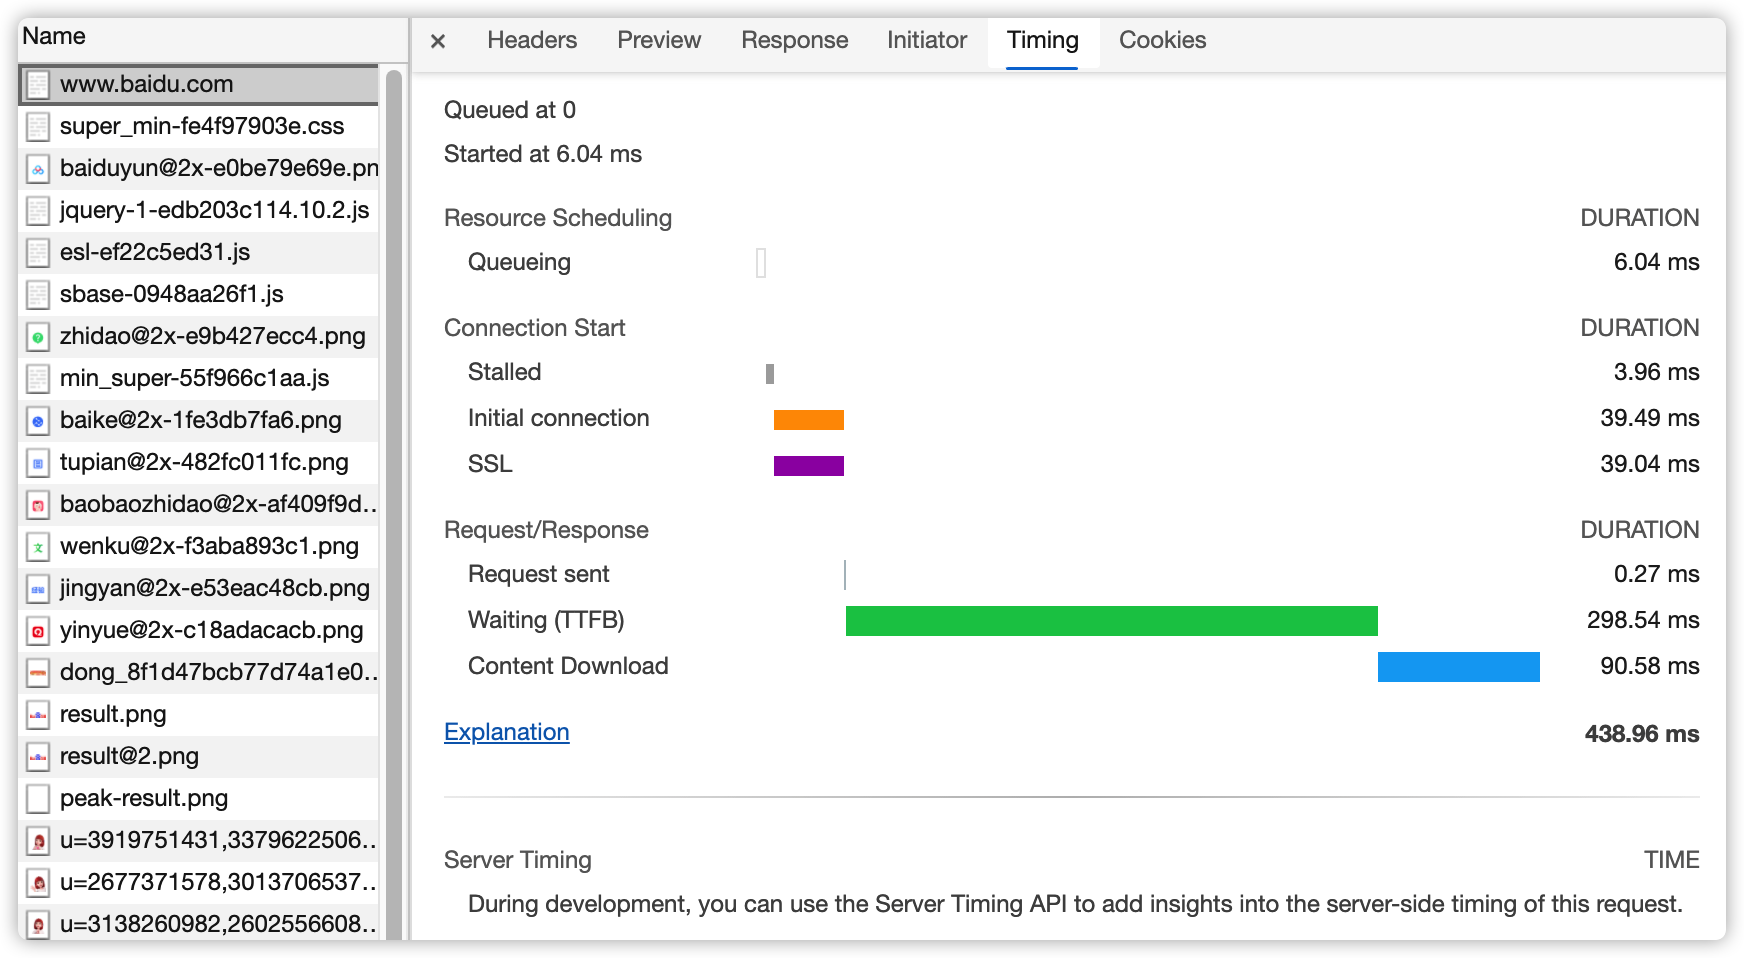 Name
www.baidu.com
super_min-fe4f97903e.css
baiduyun@2x-e0be79e69e.pn
jquery-1-edb203c114.10.2.js
esl-ef22c5ed31.js
sbase-0948aa26f1.js
zhidao@2x-e9b427ecc4.png
min_super-55f966c1aa.js
baike@2x-1fe3db7fa6.png
tupian@2x-482fc011fc.png
baobaozhidao@2x-af409f9d..
wenku@2x-f3aba893c1.png
jingyan@2x-e53eac48cb.png
yinyue@2x-c18adacacb.png
dong_8f1d47bcb77d74a1e0..
result.png
result@2.png
peak-result.png
u=3919751431,3379622506..
u=2677371578,3013706537..
u=3138260982,2602556608..
× Headers Preview Response Initiator Timing Cookies
Queued at 0
Started at 6.04 ms
Resource Scheduling DURATION
Queueing 6.04 ms
Connection Start DURATION
Stalled 3.96 ms
Initial connection 39.49 ms
SSL 39.04 ms
Request/Response DURATION
Request sent 0.27 ms
Waiting (TTFB) 298.54 ms
Content Download 90.58 ms
Explanation 438.96 ms
Server Timing TIME
During development, you can use the Server Timing API to add insights into the server-side timing of this request.